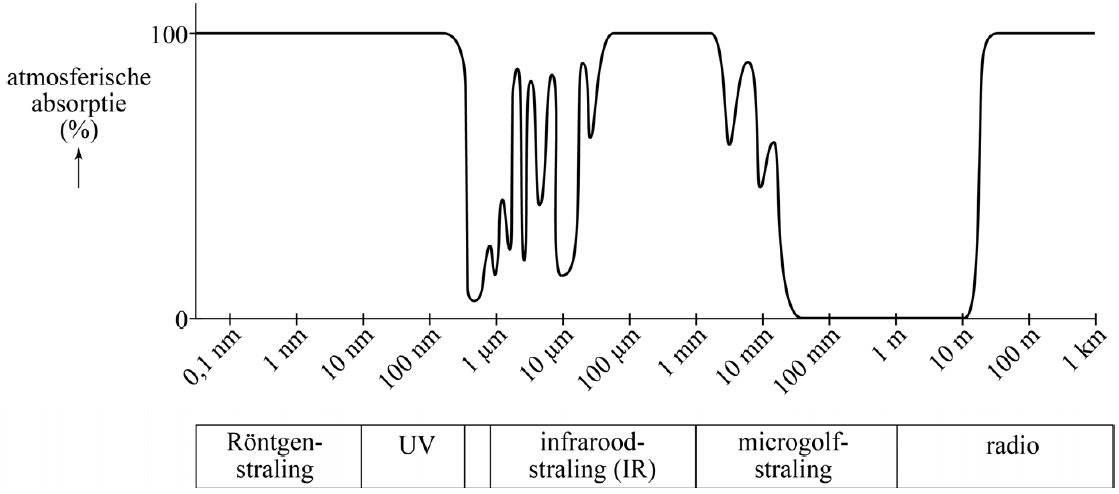 100
atmosferische
absorptie
(%)
0
0,1 nm
1 nm
10 nm
100 nm
1 µm
10 µm
100 µm
1 mm
10 mm
100 mm
1 m
10 m
100 m
1 km
Röntgen-
straling
UV
infrarood-
straling (IR)
microgolf-
straling
radio